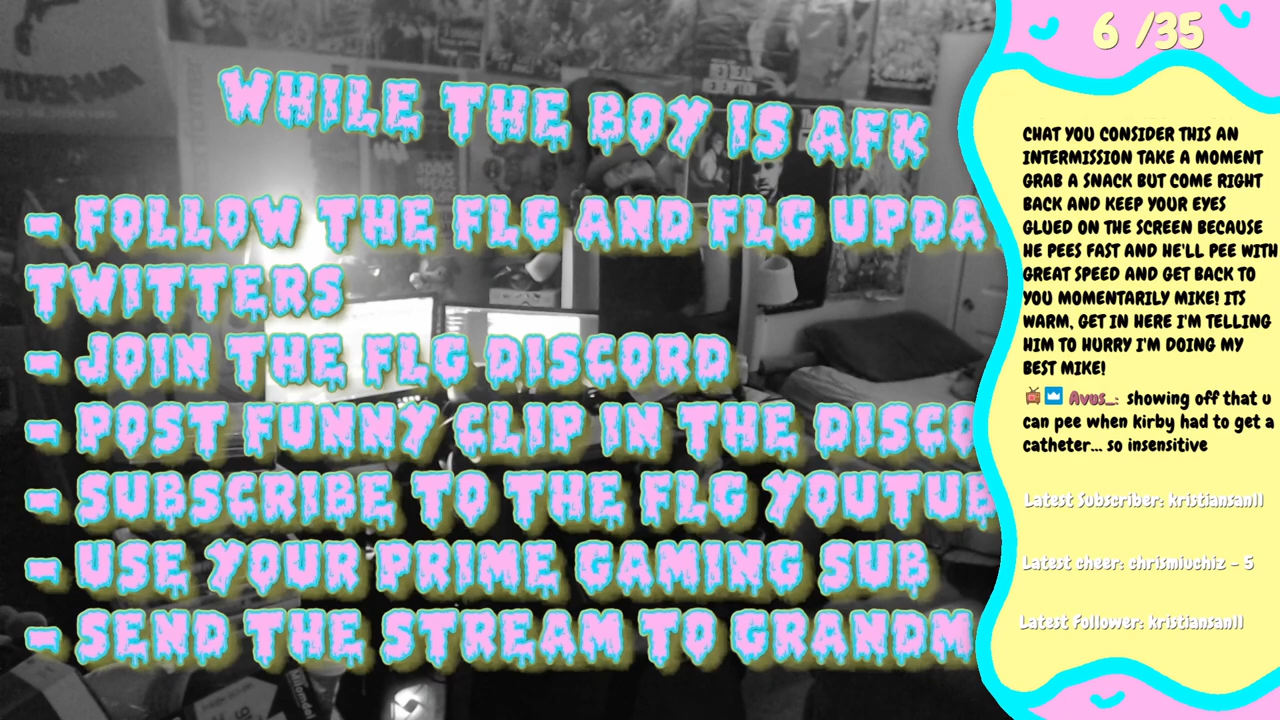 6 /35
WHILE THE BOY IS AFK
- FOLLOW THE FLG AND FLG UPDA
TWITTERS
- JOIN THE FLG DISCORD
- POST FUNNY CLIP IN THE DISCO
- SUBSCRIBE TO THE FLG YOUTUB
- USE YOUR PRIME GAMING SUB
- SEND THE STREAM TO GRANDM
CHAT YOU CONSIDER THIS AN
INTERMISSION TAKE A MOMENT
GRAB A SNACK BUT COME RIGHT
BACK AND KEEP YOUR EYES
GLUED ON THE SCREEN BECAUSE
HE PEES FAST AND HE'LL PEE WITH
GREAT SPEED AND GET BACK TO
YOU MOMENTARILY MIKE! ITS
WARM, GET IN HERE I'M TELLING
HIM TO HURRY I'M DOING MY
BEST MIKE!
Avus_: showing off that u
can pee when kirby had to get a
catheter... so insensitive
Latest Subscriber: kristiansan11
Latest cheer: chrismiuchiz - 5
Latest Follower: kristiansan11